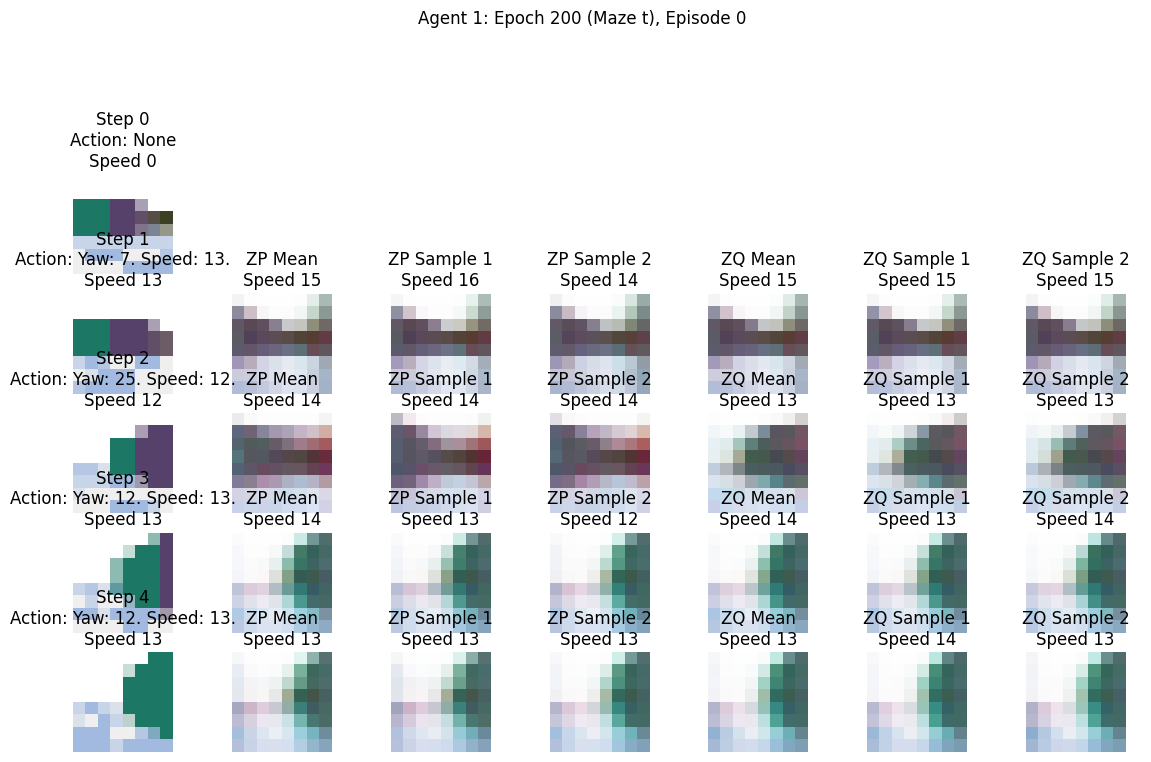 Agent 1: Epoch 200 (Maze t), Episode 0
Step 0
Action: None
Speed 0
Step 1
Action: Yaw: 7. Speed: 13.
Speed 13
ZP Mean
Speed 15
ZP Sample 1
Speed 16
ZP Sample 2
Speed 14
ZQ Mean
Speed 15
ZQ Sample 1
Speed 15
ZQ Sample 2
Speed 15
Step 2
Action: Yaw: 25. Speed: 12.
Speed 12
ZP Mean
Speed 14
ZP Sample 1
Speed 14
ZP Sample 2
Speed 14
ZQ Mean
Speed 13
ZQ Sample 1
Speed 13
ZQ Sample 2
Speed 13
Step 3
Action: Yaw: 12. Speed: 13.
Speed 13
ZP Mean
Speed 14
ZP Sample 1
Speed 13
ZP Sample 2
Speed 12
ZQ Mean
Speed 14
ZQ Sample 1
Speed 13
ZQ Sample 2
Speed 14
Step 4
Action: Yaw: 12. Speed: 13.
Speed 13
ZP Mean
Speed 13
ZP Sample 1
Speed 13
ZP Sample 2
Speed 13
ZQ Mean
Speed 13
ZQ Sample 1
Speed 14
ZQ Sample 2
Speed 13